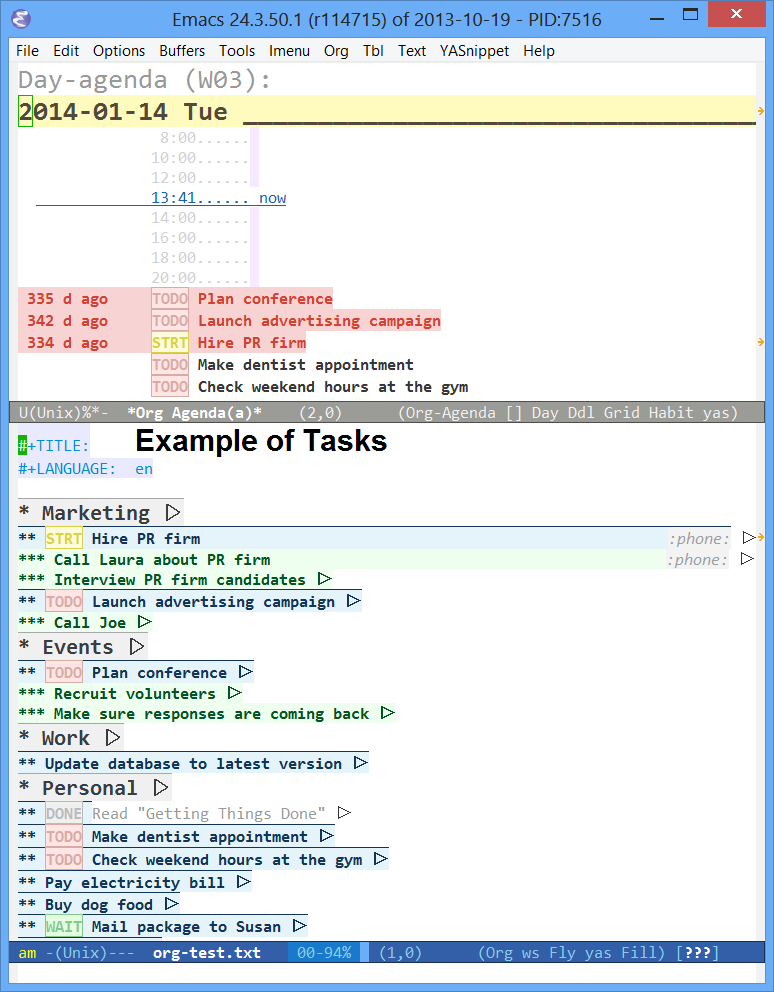 Emacs 24.3.50.1 (r114715) of 2013-10-19 - PID:7516
File Edit Options Buffers Tools Imenu Org Tbl Text YASnippet Help
Day-agenda (W03):
2014-01-14 Tue
8:00......
10:00......
12:00......
13:41...... now
14:00......
16:00......
18:00......
20:00......
335 d ago TODO Plan conference
342 d ago TODO Launch advertising campaign
334 d ago STRT Hire PR firm
TODO Make dentist appointment
TODO Check weekend hours at the gym
U(Unix)%*- *Org Agenda(a)* (2,0) (Org-Agenda [] Day Ddl Grid Habit yas)
#+TITLE: Example of Tasks
#+LANGUAGE: en
* Marketing
** STRT Hire PR firm :phone:
*** Call Laura about PR firm :phone:
*** Interview PR firm candidates
** TODO Launch advertising campaign
*** Call Joe
* Events
** TODO Plan conference
*** Recruit volunteers
*** Make sure responses are coming back
* Work
** Update database to latest version
* Personal
** DONE Read "Getting Things Done"
** TODO Make dentist appointment
** TODO Check weekend hours at the gym
** Pay electricity bill
** Buy dog food
** WAIT Mail package to Susan
am -(Unix)--- org-test.txt 00-94% (1,0) (Org ws Fly yas Fill) [???]